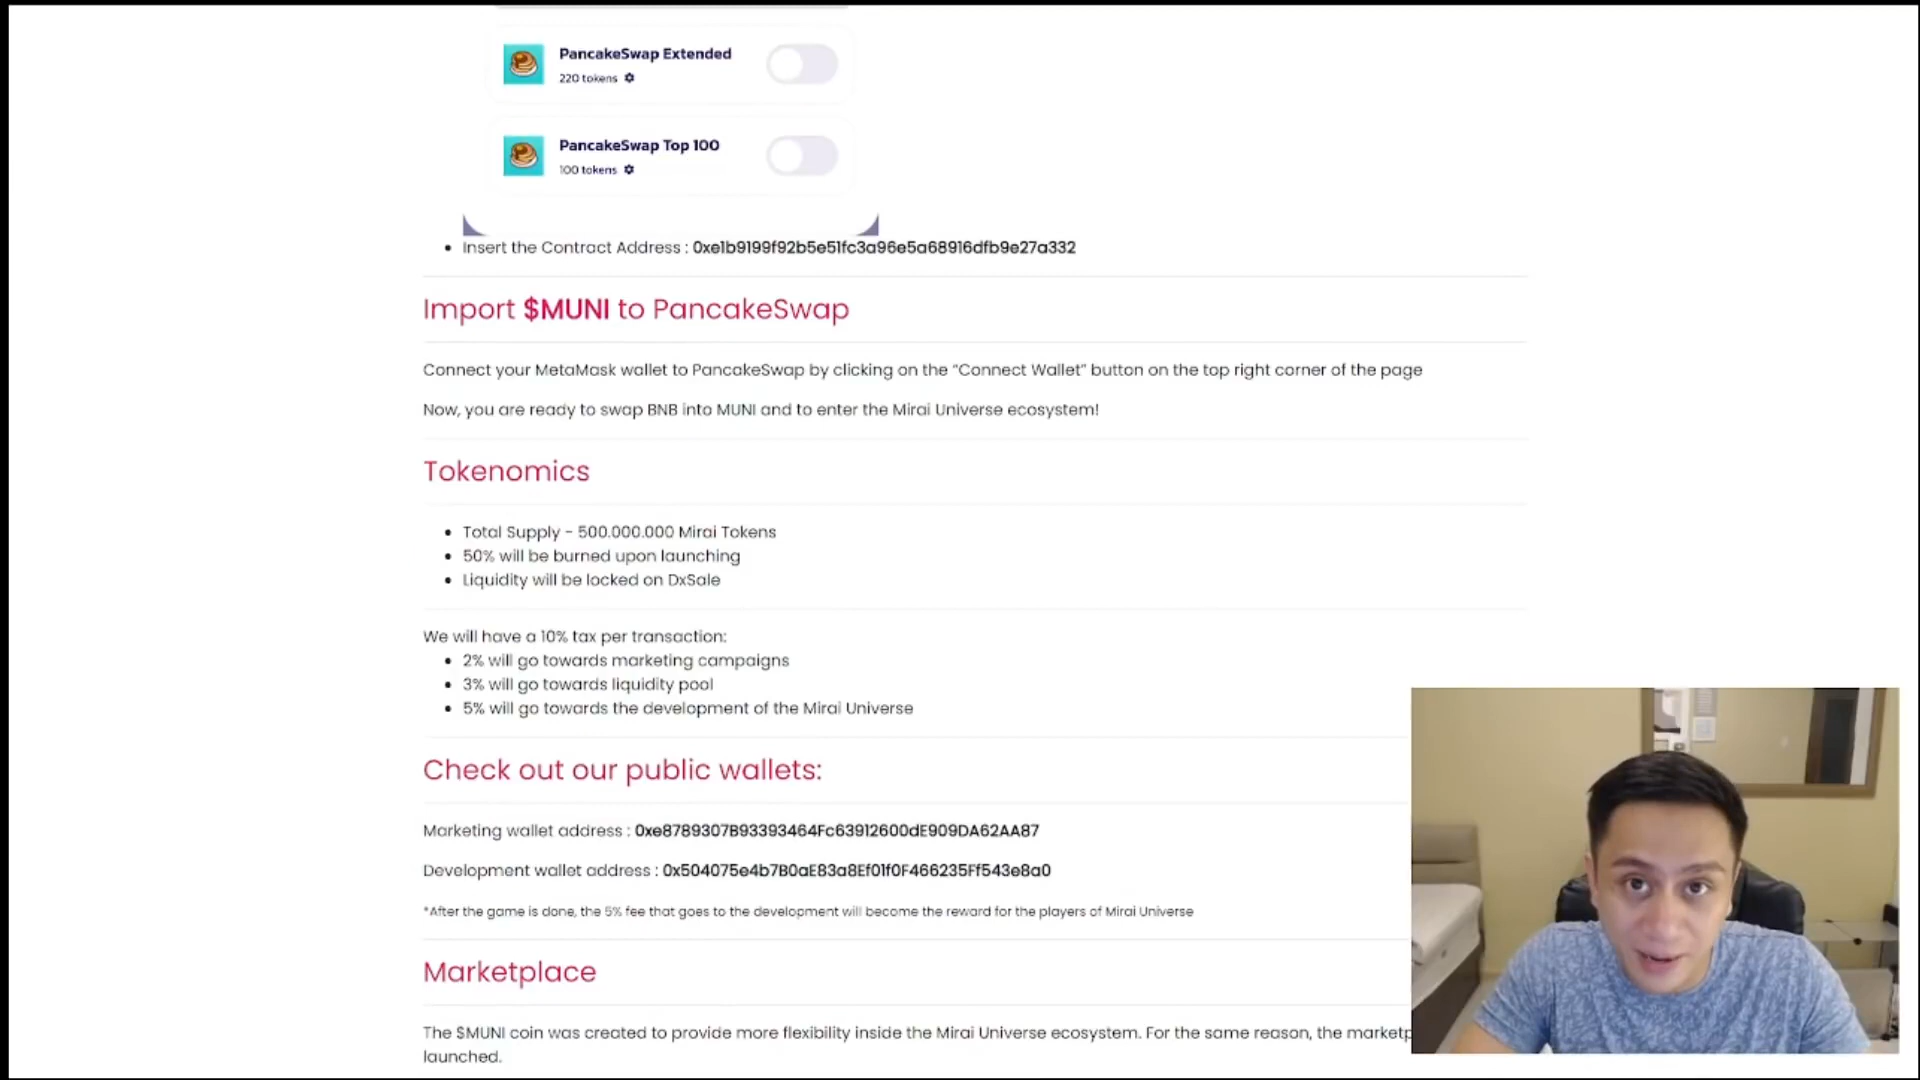 PancakeSwap Extended
220 tokens
PancakeSwap Top 100
100 tokens
Insert the Contract Address : 0xe1b9199f92b5e51fc3a96e5a68916dfb9e27a332
Import $MUNI to PancakeSwap
Connect your MetaMask wallet to PancakeSwap by clicking on the “Connect Wallet” button on the top right corner of the page
Now, you are ready to swap BNB into MUNI and to enter the Mirai Universe ecosystem!
Tokenomics
Total Supply - 500.000.000 Mirai Tokens
50% will be burned upon launching
Liquidity will be locked on DxSale
We will have a 10% tax per transaction:
2% will go towards marketing campaigns
3% will go towards liquidity pool
5% will go towards the development of the Mirai Universe
Check out our public wallets:
Marketing wallet address : 0xe8789307B93393464Fc63912600dE909DA62AA87
Development wallet address : 0x504075e4b7B0aE83a8Ef01f0F466235Ff543e8a0
*After the game is done, the 5% fee that goes to the development will become the reward for the players of Mirai Universe
Marketplace
The $MUNI coin was created to provide more flexibility inside the Mirai Universe ecosystem. For the same reason, the marketp
launched.